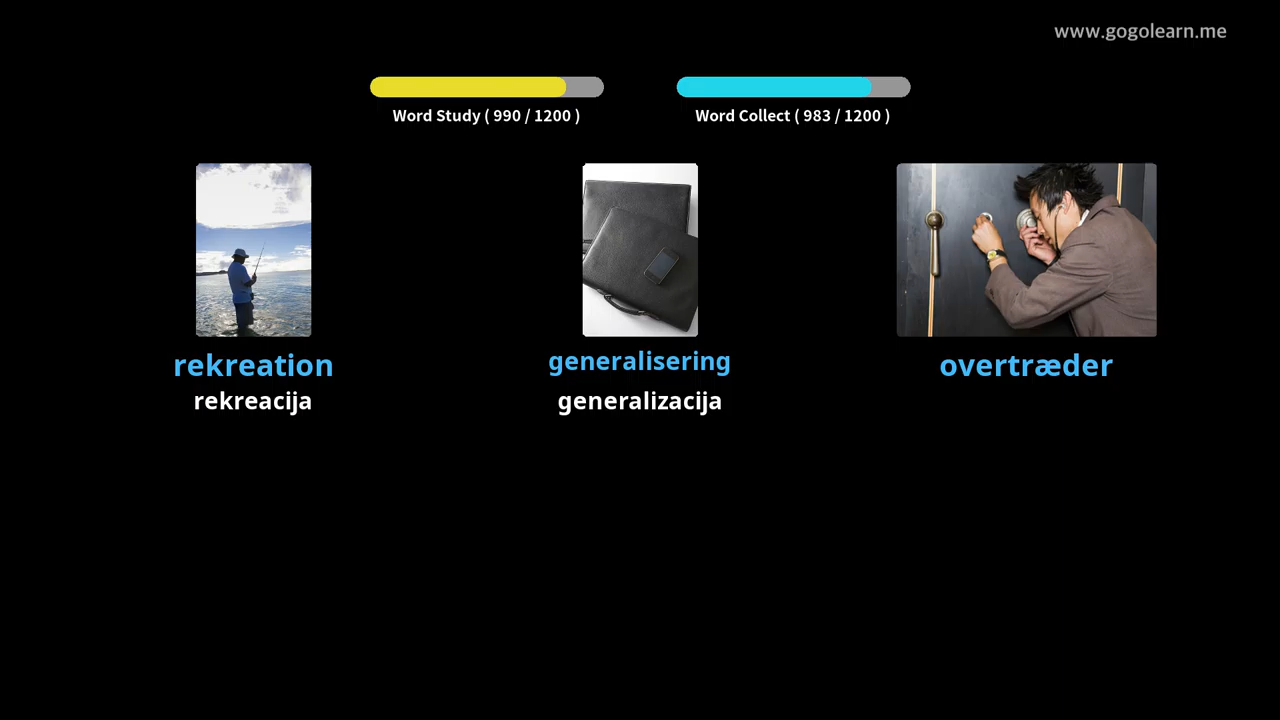 www.gogolearn.me
Word Study ( 990 / 1200 )
Word Collect ( 983 / 1200 )
rekreation
generalisering
overtræder
rekreacija
generalizacija